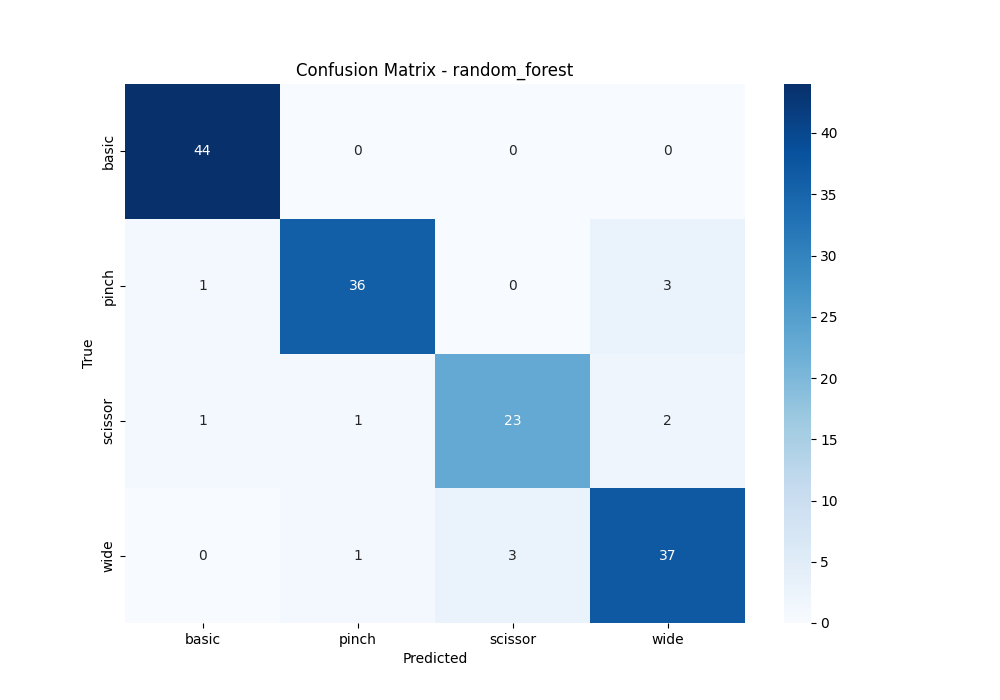 Confusion Matrix - random_forest
basic 44 0 0 0
pinch 1 36 0 3
scissor 1 1 23 2
wide 0 1 3 37
True
basic pinch scissor wide
Predicted
40
35
30
25
20
15
10
5
0